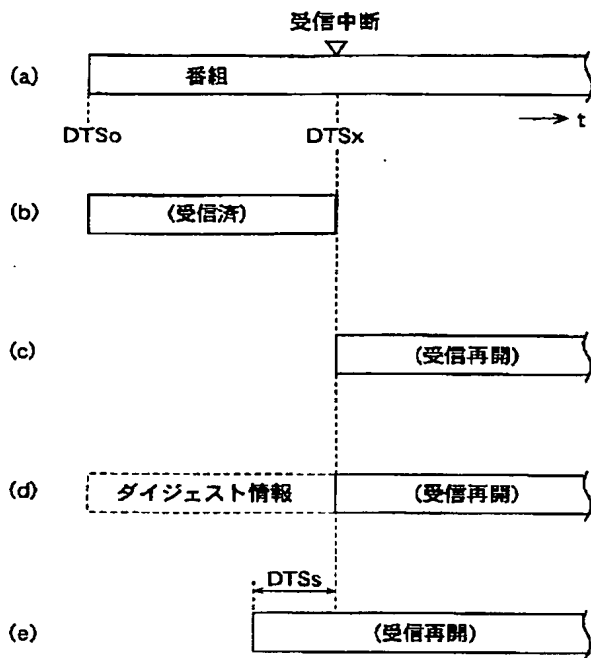 受信中断
(a) 番組
t
DTSo DTSx
(b) (受信済)
(c) (受信再開)
(d) ダイジェスト情報 (受信再開)
DTSs
(e) (受信再開)